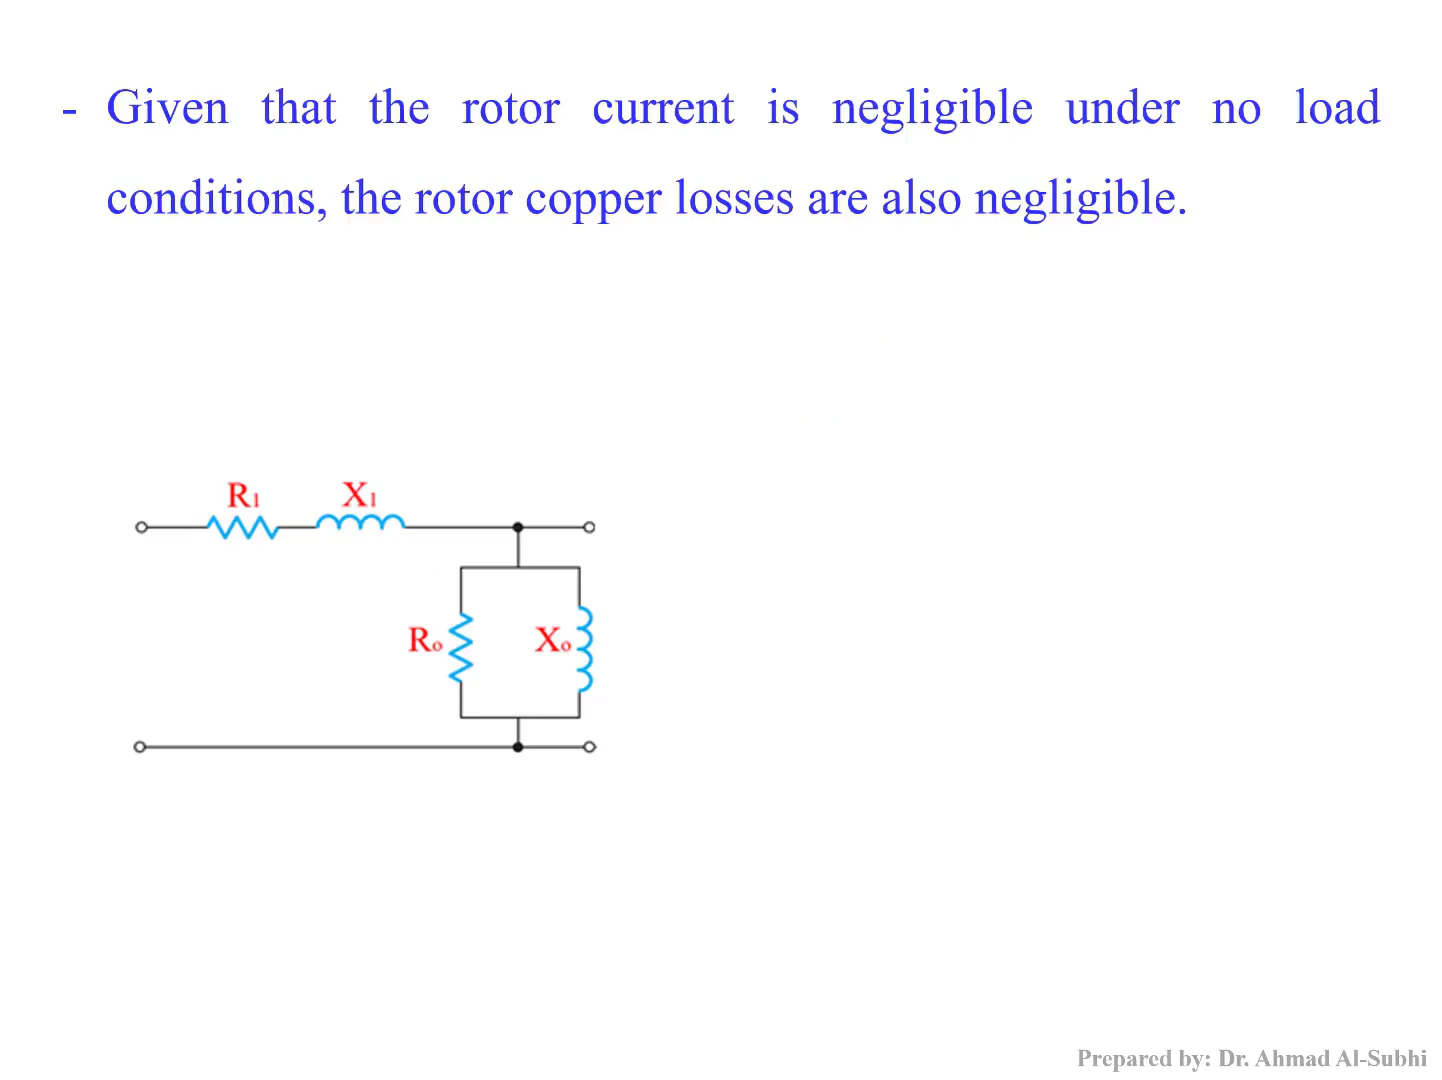 - Given that the rotor current is negligible under no load
conditions, the rotor copper losses are also negligible.
R1 X1
Ro Xo
Prepared by: Dr. Ahmad Al-Subhi